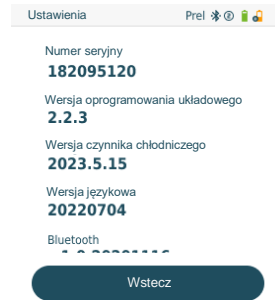 Ustawienia Prel
Numer seryjny
182095120
Wersja oprogramowania układowego
2.2.3
Wersja czynnika chłodniczego
2023.5.15
Wersja językowa
20220704
Bluetooth
Wstecz